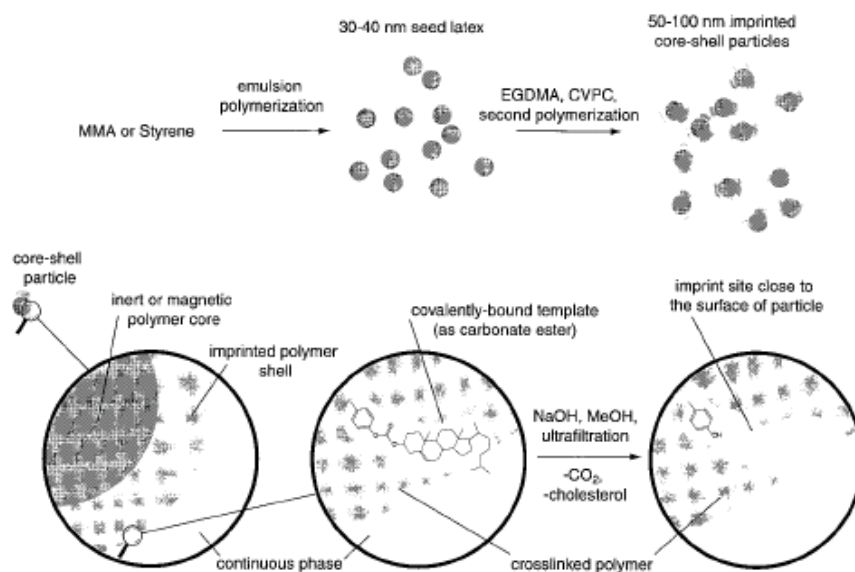 30-40 nm seed latex
50-100 nm imprinted
core-shell particles
emulsion
polymerization
EGDMA, CVPC,
second polymerization
MMA or Styrene
core-shell
particle
inert or magnetic
polymer core
imprinted polymer
shell
covalently-bound template
(as carbonate ester)
imprint site close to
the surface of particle
NaOH, MeOH,
ultrafiltration
-CO2,
-cholesterol
continuous phase
crosslinked polymer